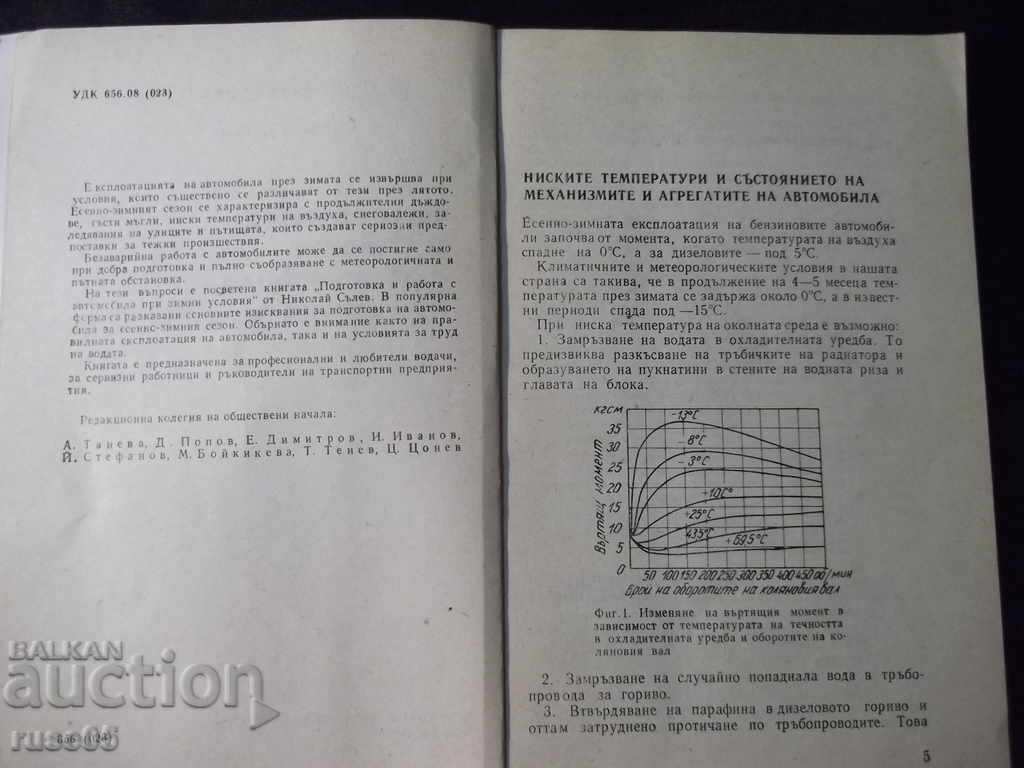 УДК 656.08 (023)
Експлоатацията на автомобила през зимата се извършва при
условия, които съществено се различават от тези през лятото.
Есенно-зимният сезон се характеризира с продължителни дъждо-
ве, гъсти мъгли, ниски температури на въздуха, снеговалежи, за-
ледявания на улиците и пътищата, които създават сериозни пред-
поставки за тежки произшествия.
Безаварийна работа с автомобилите може да се постигне само
при добра подготовка и пълно съобразяване с метеорологичната и
пътната обстановка.
На тези въпроси е посветена книгата „Подготовка и работа с
автомобила при зимни условия" от Николай Сълев. В популярна
форма са разказани основните изисквания за подготовка на автомо-
била за есенно-зимния сезон. Обърнато е внимание както на пра-
вилната експлоатация на автомобила, така и на условията за труд
на водача.
Книгата е предназначена за професионални и любители водачи,
за сервизни работници и ръководители на транспортни предприя-
тия.
Редакционна колегия на обществени начала:
А. Танева, Д. Попов, Е. Димитров, И. Иванов,
Й. Стефанов, М. Бойкикева, Т. Тенев, Ц. Цонев
BALKAN
auction
rus606
656 (023)
НИСКИТЕ ТЕМПЕРАТУРИ И СЪСТОЯНИЕТО НА
МЕХАНИЗМИТЕ И АГРЕГАТИТЕ НА АВТОМОБИЛА
Есенно-зимната експлоатация на бензиновите автомоби-
ли започва от момента, когато температурата на въздуха
спадне на 0°С, а за дизеловите — под 5°С.
Климатичните и метеорологическите условия в нашата
страна са такива, че в продължение на 4—5 месеца тем-
пературата през зимата се задържа около 0°С, а в извест-
ни периоди спада под —15°С.
При ниска температура на околната среда е възможно:
1. Замръзване на водата в охладителната уредба. То
предизвиква разкъсване на тръбичките на радиатора и
образуването на пукнатини в стените на водната риза и
главата на блока.
кгсм
35
30
25
20
15
10
5
0
Въртящ момент
-13°С
-8°С
-3°С
+10С°
+25°С
+69,5°С
50 100 150 200 250 300 350 400 450 об/мин
Брой на оборотите на коляновия вал
Фиг. 1. Изменяне на въртящия момент в
зависимост от температурата на течността
в охладителната уредба и оборотите на ко-
ляновия вал
2. Замръзване на случайно попаднала вода в тръбо-
провода за гориво.
3. Втвърдяване на парафина в дизеловото гориво и
оттам затруднено протичане по тръбопроводите. Това
5